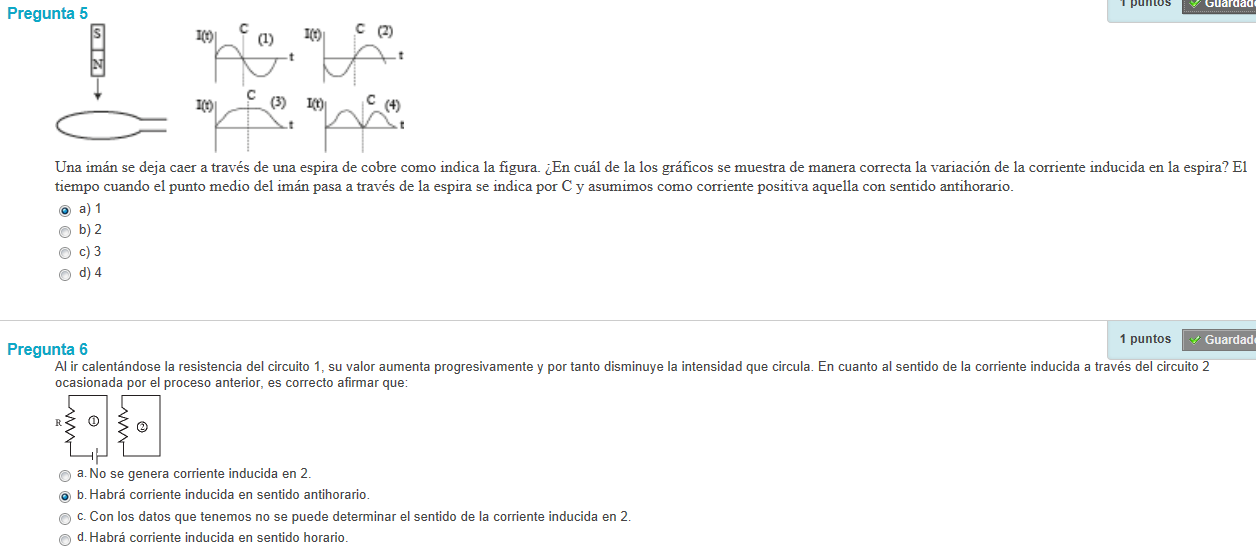 1 puntos
Guardad
Pregunta 5
S
N
I(t) C (1) t
I(t) C (2) t
I(t) C (3) t
I(t) C (4) t
Una imán se deja caer a través de una espira de cobre como indica la figura. ¿En cuál de la los gráficos se muestra de manera correcta la variación de la corriente inducida en la espira? El
tiempo cuando el punto medio del imán pasa a través de la espira se indica por C y asumimos como corriente positiva aquella con sentido antihorario.
a) 1
b) 2
c) 3
d) 4
1 puntos
Guardad
Pregunta 6
Al ir calentándose la resistencia del circuito 1, su valor aumenta progresivamente y por tanto disminuye la intensidad que circula. En cuanto al sentido de la corriente inducida a través del circuito 2
ocasionada por el proceso anterior, es correcto afirmar que:
R 1 2
a. No se genera corriente inducida en 2.
b. Habrá corriente inducida en sentido antihorario.
c. Con los datos que tenemos no se puede determinar el sentido de la corriente inducida en 2.
d. Habrá corriente inducida en sentido horario.